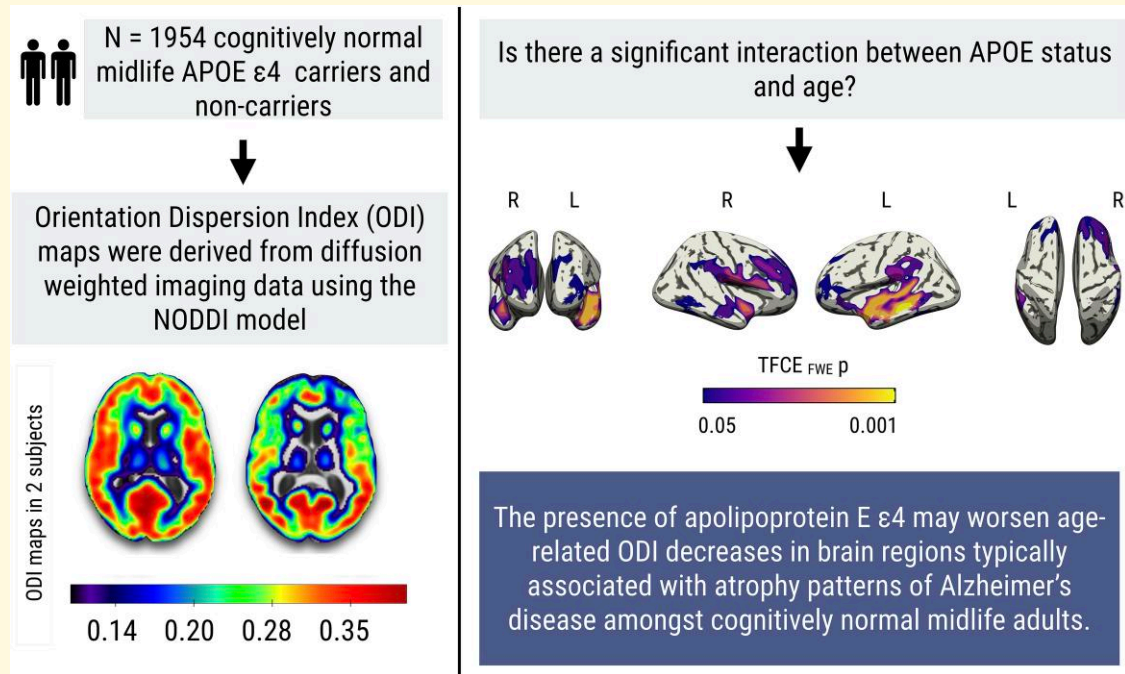 N = 1954 cognitively normal
midlife APOE ε4 carriers and
non-carriers
Orientation Dispersion Index (ODI)
maps were derived from diffusion
weighted imaging data using the
NODDI model
ODI maps in 2 subjects
0.14 0.20 0.28 0.35
Is there a significant interaction between APOE status
and age?
R L R L L R
TFCE FWE p
0.05 0.001
The presence of apolipoprotein E ε4 may worsen age-
related ODI decreases in brain regions typically
associated with atrophy patterns of Alzheimer's
disease amongst cognitively normal midlife adults.